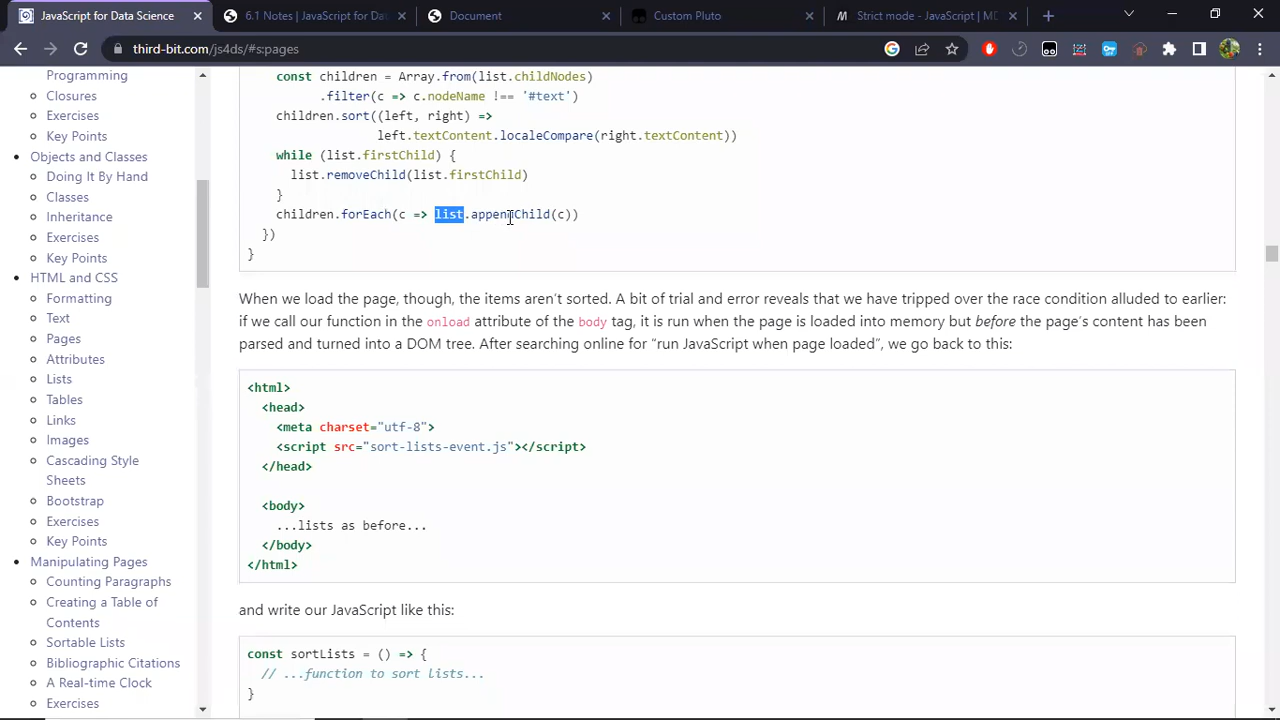 JavaScript for Data Science
6.1 Notes | JavaScript for Da
Document
Custom Pluto
Strict mode - JavaScript | MD
third-bit.com/js4ds/#s:pages
Programming
Closures
Exercises
Key Points
Objects and Classes
Doing It By Hand
Classes
Inheritance
Exercises
Key Points
HTML and CSS
Formatting
Text
Pages
Attributes
Lists
Tables
Links
Images
Cascading Style
Sheets
Bootstrap
Exercises
Key Points
Manipulating Pages
Counting Paragraphs
Creating a Table of
Contents
Sortable Lists
Bibliographic Citations
A Real-time Clock
Exercises
const children = Array.from(list.childNodes)
.filter(c => c.nodeName !== '#text')
children.sort((left, right) =>
left.textContent.localeCompare(right.textContent))
while (list.firstChild) {
list.removeChild(list.firstChild)
}
children.forEach(c => list.appendChild(c))
})
}
When we load the page, though, the items aren't sorted. A bit of trial and error reveals that we have tripped over the race condition alluded to earlier:
if we call our function in the onload attribute of the body tag, it is run when the page is loaded into memory but before the page's content has been
parsed and turned into a DOM tree. After searching online for “run JavaScript when page loaded”, we go back to this:
<html>
<head>
<meta charset="utf-8">
<script src="sort-lists-event.js"></script>
</head>
<body>
...lists as before...
</body>
</html>
and write our JavaScript like this:
const sortLists = () => {
// ...function to sort lists...
}